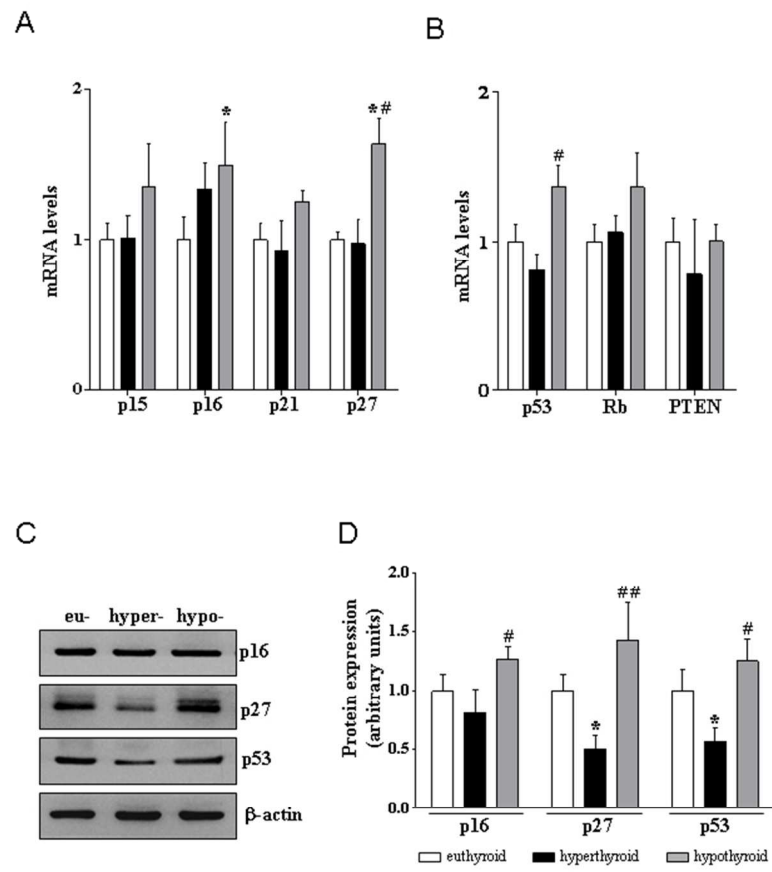 A
mRNA levels
2
1
0
* *#
p15 p16 p21 p27
B
mRNA levels
2
1
0
#
p53 Rb PTEN
C
eu- hyper- hypo-
p16
p27
p53
β-actin
D
Protein expression
(arbitrary units)
2.0
1.5
1.0
0.5
0.0
# * ## * #
p16 p27 p53
euthyroid hyperthyroid hypothyroid